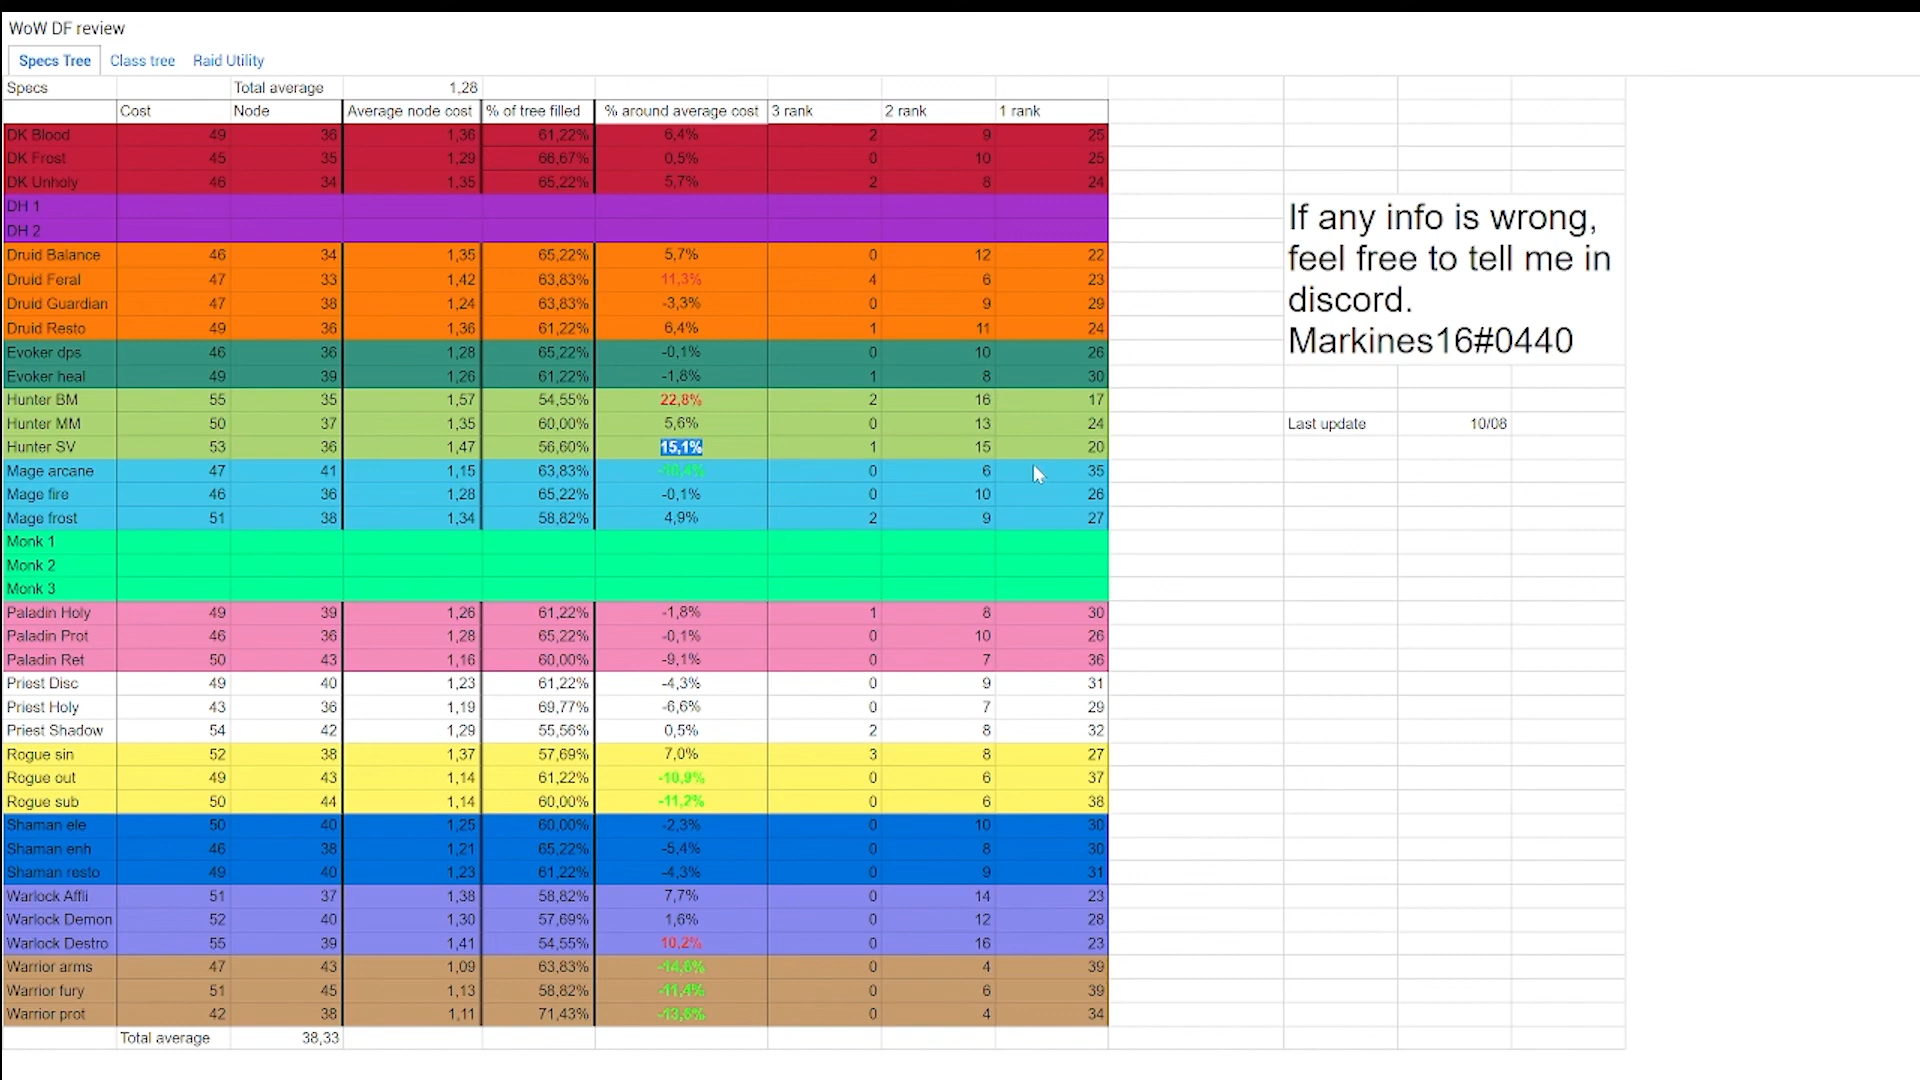 WoW DF review
Specs Tree Class tree Raid Utility
Specs Total average 1,28
Cost Node Average node cost % of tree filled % around average cost 3 rank 2 rank 1 rank
DK Blood 49 36 1,36 61,22% 6,4% 2 9 25
DK Frost 45 35 1,29 66,67% 0,5% 0 10 25
DK Unholy 46 34 1,35 65,22% 5,7% 2 8 24
DH 1
DH 2
Druid Balance 46 34 1,35 65,22% 5,7% 0 12 22
Druid Feral 47 33 1,42 63,83% 11,3% 4 6 23
Druid Guardian 47 38 1,24 63,83% -3,3% 0 9 29
Druid Resto 49 36 1,36 61,22% 6,4% 1 11 24
Evoker dps 46 36 1,28 65,22% -0,1% 0 10 26
Evoker heal 49 39 1,26 61,22% -1,8% 1 8 30
Hunter BM 55 35 1,57 54,55% 22,8% 2 16 17
Hunter MM 50 37 1,35 60,00% 5,6% 0 13 24
Hunter SV 53 36 1,47 56,60% 15,1% 1 15 20
Mage arcane 47 41 1,15 63,83% -10,4% 0 6 35
Mage fire 46 36 1,28 65,22% -0,1% 0 10 26
Mage frost 51 38 1,34 58,82% 4,9% 2 9 27
Monk 1
Monk 2
Monk 3
Paladin Holy 49 39 1,26 61,22% -1,8% 1 8 30
Paladin Prot 46 36 1,28 65,22% -0,1% 0 10 26
Paladin Ret 50 43 1,16 60,00% -9,1% 0 7 36
Priest Disc 49 40 1,23 61,22% -4,3% 0 9 31
Priest Holy 43 36 1,19 69,77% -6,6% 0 7 29
Priest Shadow 54 42 1,29 55,56% 0,5% 2 8 32
Rogue sin 52 38 1,37 57,69% 7,0% 3 8 27
Rogue out 49 43 1,14 61,22% -10,9% 0 6 37
Rogue sub 50 44 1,14 60,00% -11,2% 0 6 38
Shaman ele 50 40 1,25 60,00% -2,3% 0 10 30
Shaman enh 46 38 1,21 65,22% -5,4% 0 8 30
Shaman resto 49 40 1,23 61,22% -4,3% 0 9 31
Warlock Affli 51 37 1,38 58,82% 7,7% 0 14 23
Warlock Demon 52 40 1,30 57,69% 1,6% 0 12 28
Warlock Destro 55 39 1,41 54,55% 10,2% 0 16 23
Warrior arms 47 43 1,09 63,83% -14,6% 0 4 39
Warrior fury 51 45 1,13 58,82% -11,4% 0 6 39
Warrior prot 42 38 1,11 71,43% -13,6% 0 4 34
Total average 38,33
If any info is wrong,
feel free to tell me in
discord.
Markines16#0440
Last update 10/08